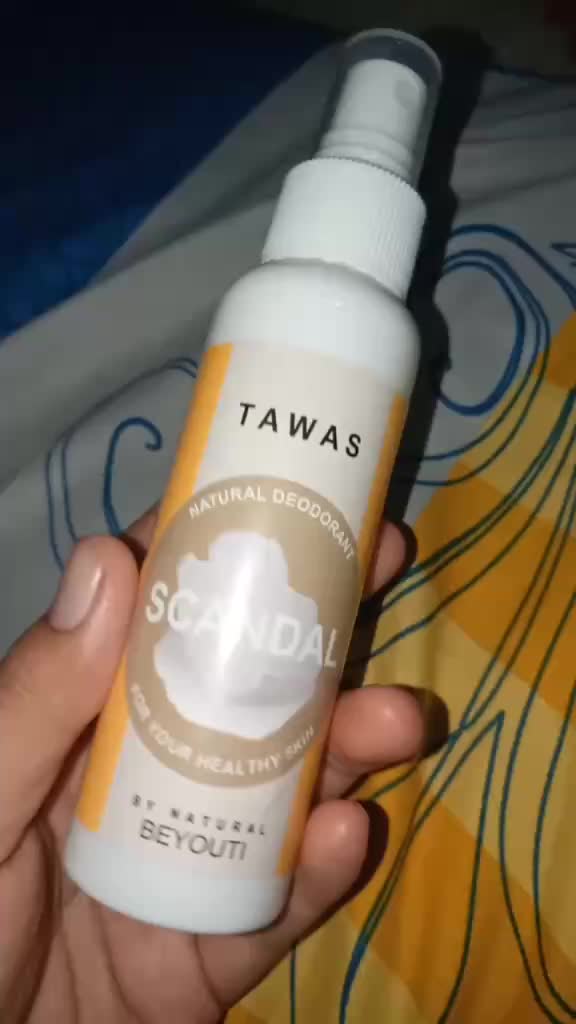 TAWAS
NATURAL DEODORANT
SCANDAL
FOR YOUR HEALTHY SKIN
BY NATURAL
BEYOUTI